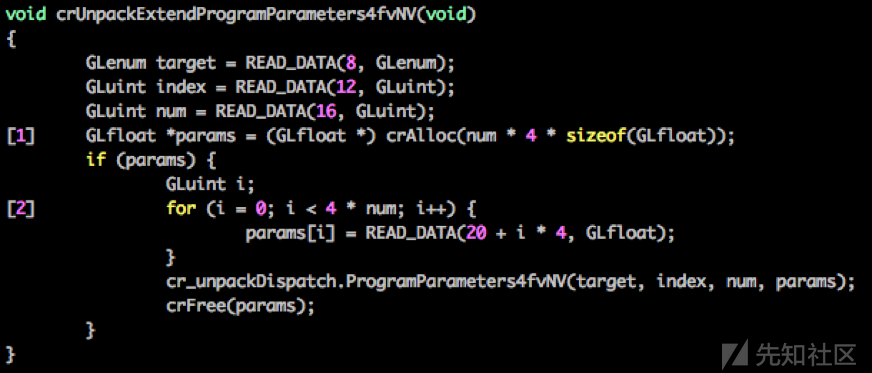 void crUnpackExtendProgramParameters4fvNV(void)
{
        GLenum target = READ_DATA(8, GLenum);
        GLuint index = READ_DATA(12, GLuint);
        GLuint num = READ_DATA(16, GLuint);
[1]     GLfloat *params = (GLfloat *) crAlloc(num * 4 * sizeof(GLfloat));
        if (params) {
                GLuint i;
[2]             for (i = 0; i < 4 * num; i++) {
                        params[i] = READ_DATA(20 + i * 4, GLfloat);
                }
                cr_unpackDispatch.ProgramParameters4fvNV(target, index, num, params);
                crFree(params);
        }
}
先知社区